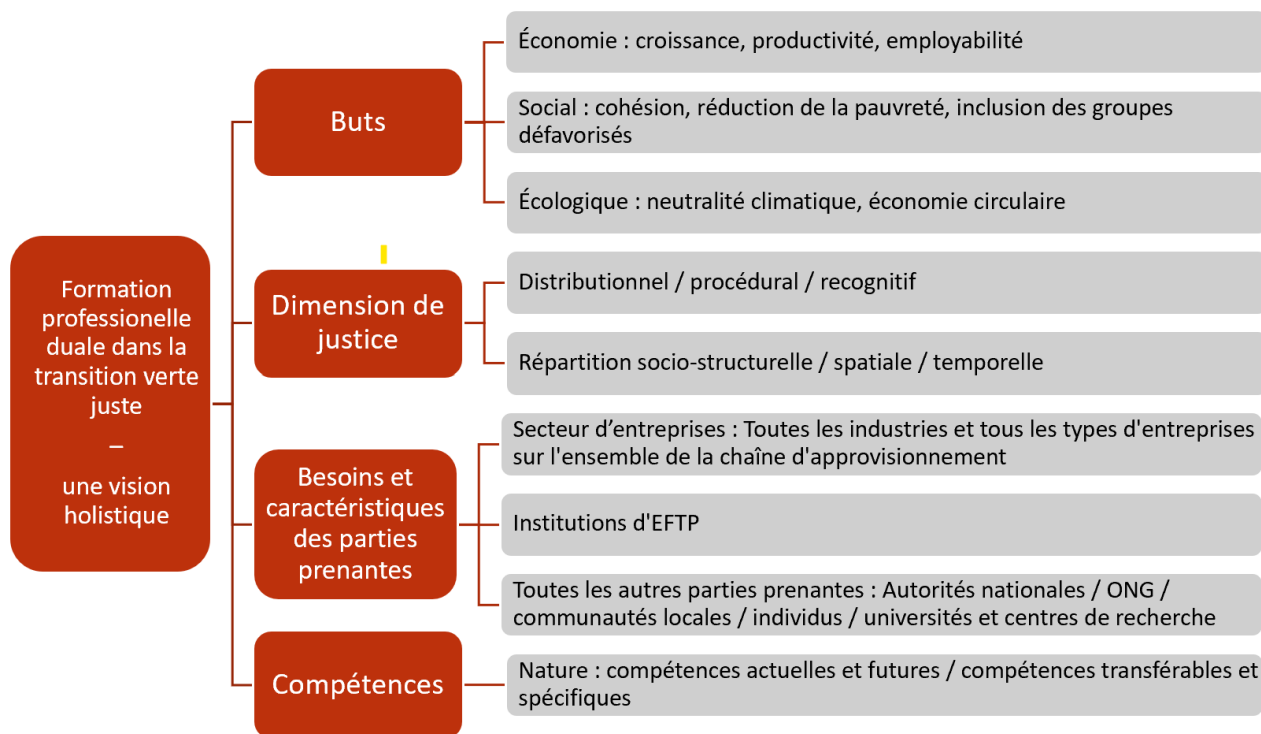 Formation
professionelle
duale dans la
transition verte
juste
–
une vision
holistique
Buts
Économie : croissance, productivité, employabilité
Social : cohésion, réduction de la pauvreté, inclusion des groupes
défavorisés
Écologique : neutralité climatique, économie circulaire
Dimension de
justice
Distributionnel / procédural / recognitif
Répartition socio-structurelle / spatiale / temporelle
Besoins et
caractéristiques
des parties
prenantes
Secteur d’entreprises : Toutes les industries et tous les types d'entreprises
sur l'ensemble de la chaîne d'approvisionnement
Institutions d'EFTP
Toutes les autres parties prenantes : Autorités nationales / ONG /
communautés locales / individus / universités et centres de recherche
Compétences
Nature : compétences actuelles et futures / compétences transférables et
spécifiques